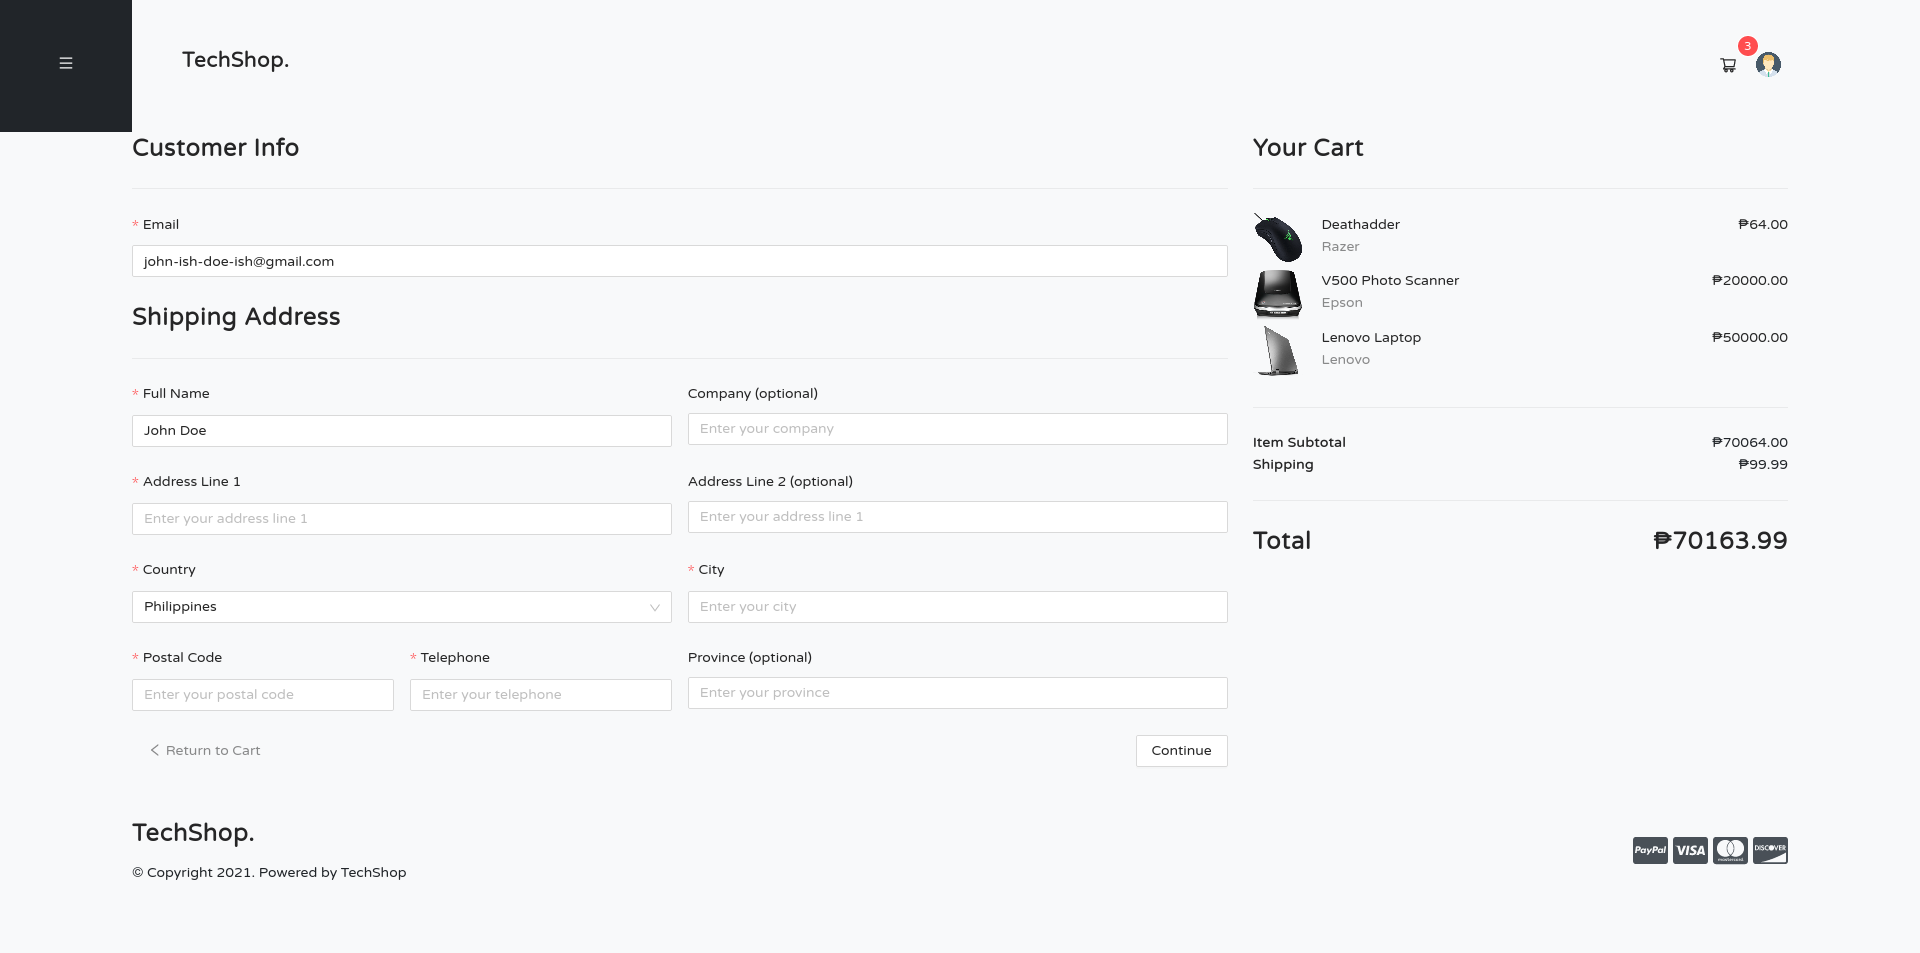 TechShop.
3
Customer Info
* Email
john-ish-doe-ish@gmail.com
Shipping Address
* Full Name
Company (optional)
John Doe
Enter your company
* Address Line 1
Address Line 2 (optional)
Enter your address line 1
Enter your address line 1
* Country
* City
Philippines
Enter your city
* Postal Code
* Telephone
Province (optional)
Enter your postal code
Enter your telephone
Enter your province
Return to Cart
Continue
Your Cart
Deathadder
₱64.00
Razer
V500 Photo Scanner
₱20000.00
Epson
Lenovo Laptop
₱50000.00
Lenovo
Item Subtotal
₱70064.00
Shipping
₱99.99
Total
₱70163.99
TechShop.
© Copyright 2021. Powered by TechShop
PayPal
VISA
mastercard
DISCOVER